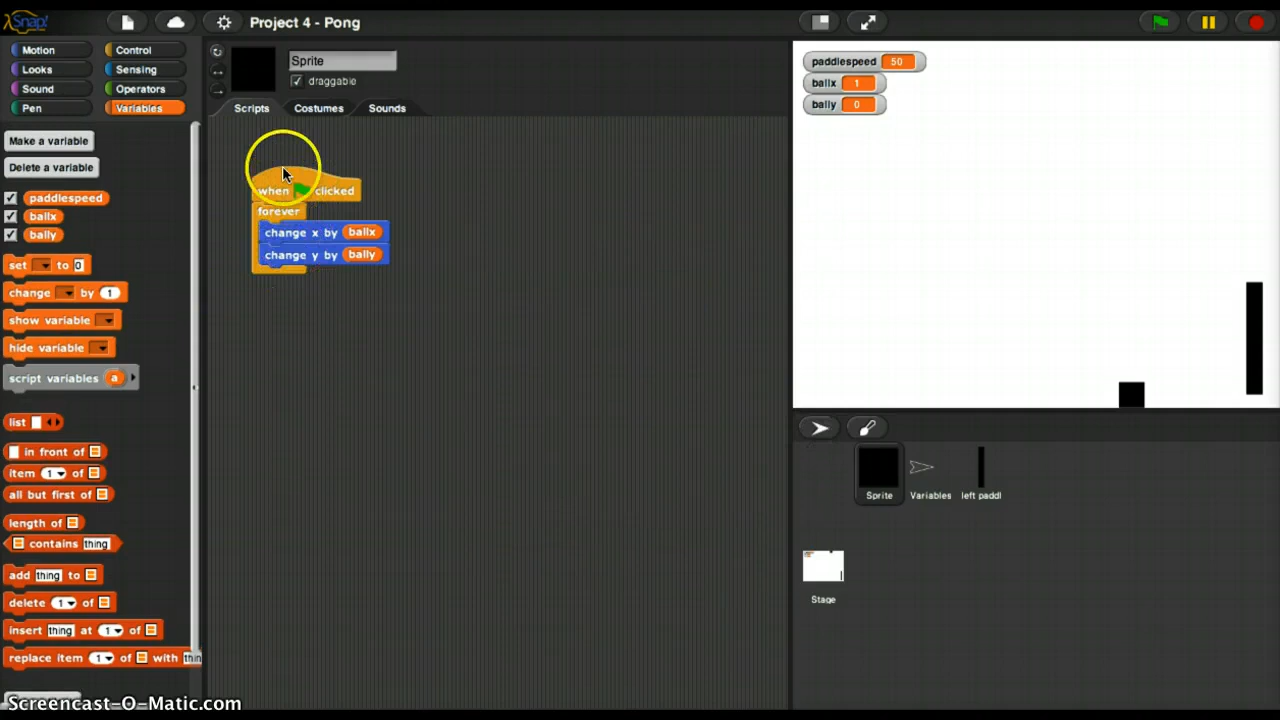 Snap!
Project 4 - Pong
Motion
Control
Looks
Sensing
Sound
Operators
Pen
Variables
Sprite
draggable
Scripts
Costumes
Sounds
Make a variable
Delete a variable
paddlespeed
ballx
bally
set to 0
change by 1
show variable
hide variable
script variables a
list
in front of
item 1 of
all but first of
length of
contains thing
add thing to
delete 1 of
insert thing at 1 of
replace item 1 of with
when clicked
forever
change x by ballx
change y by bally
paddlespeed 50
ballx 1
bally 0
Sprite
Variables
left paddl
Stage
Screencast-O-Matic.com